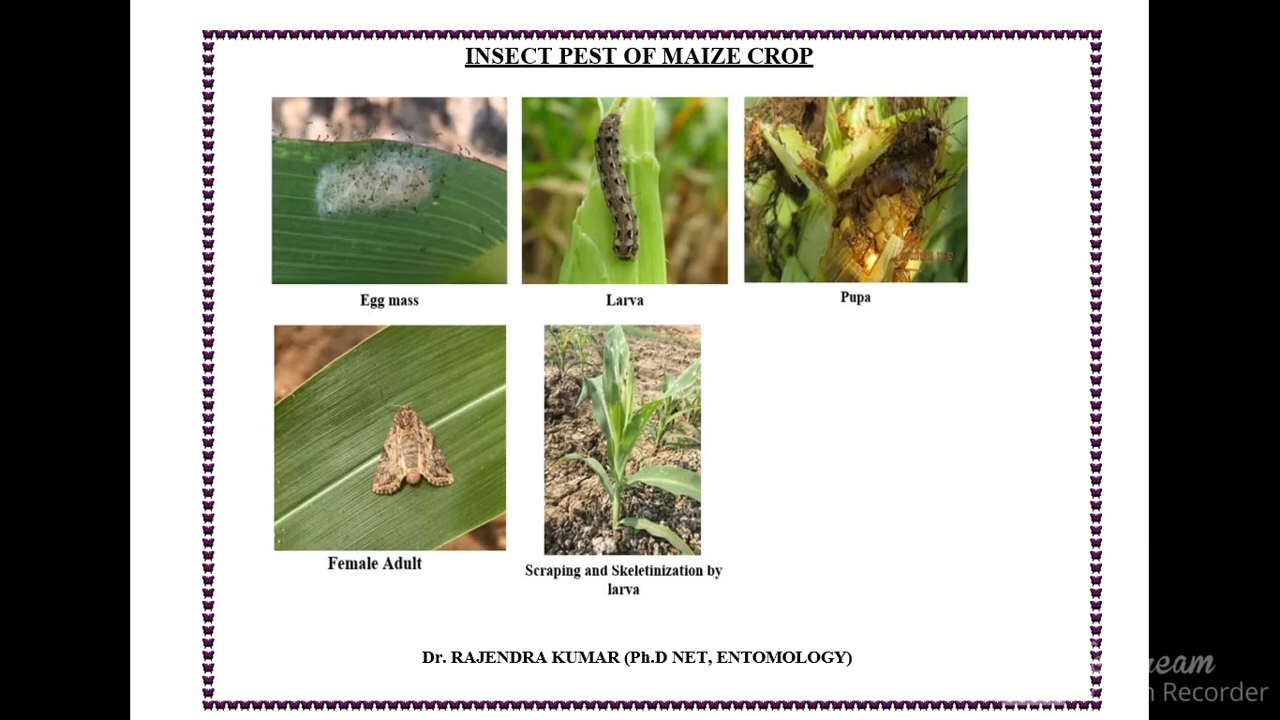 INSECT PEST OF MAIZE CROP
Egg mass
Larva
Pupa
Female Adult
Scraping and Skeletinization by
larva
Dr. RAJENDRA KUMAR (Ph.D NET, ENTOMOLOGY)
Recorder